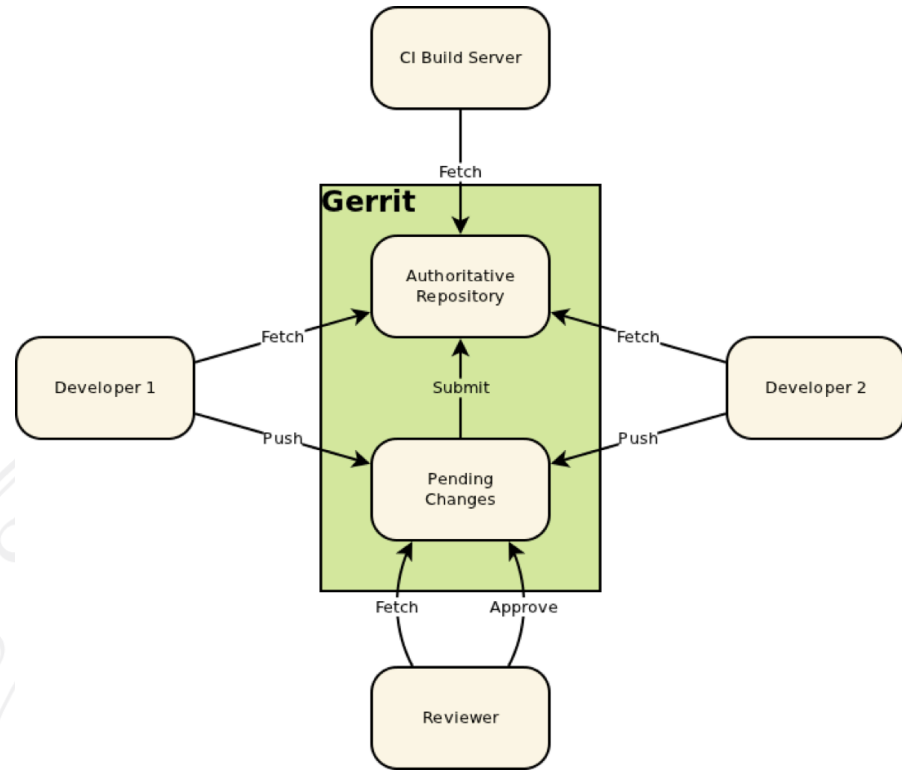 CI Build Server
Fetch
Gerrit
Authoritative
Repository
Fetch
Fetch
Developer 1
Submit
Developer 2
Push
Push
Pending
Changes
Fetch
Approve
Reviewer